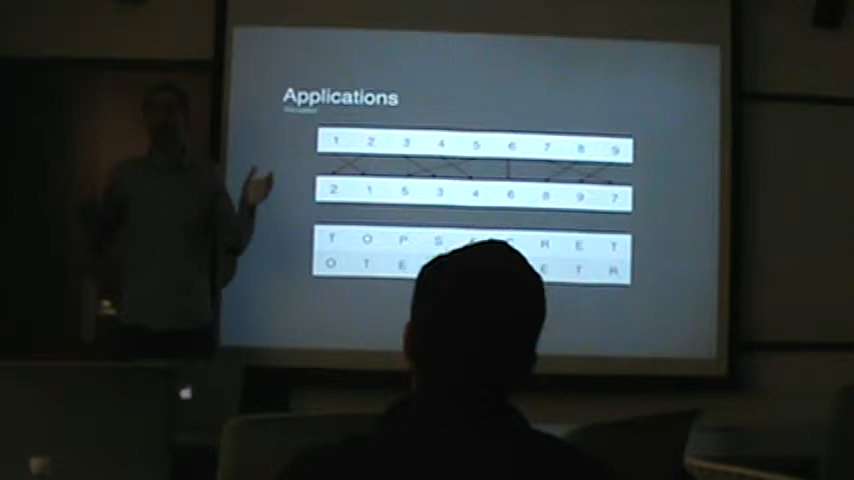 Applications
1 2 3 4 5 6 7 8 9
2 1 5 3 4 6 8 9 7
T O P S C R E T
O T E E T R